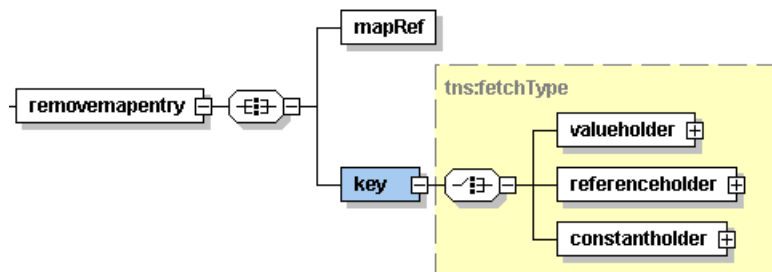 mapRef
removemapentry
tns:fetchType
valueholder
key
referenceholder
constantholder